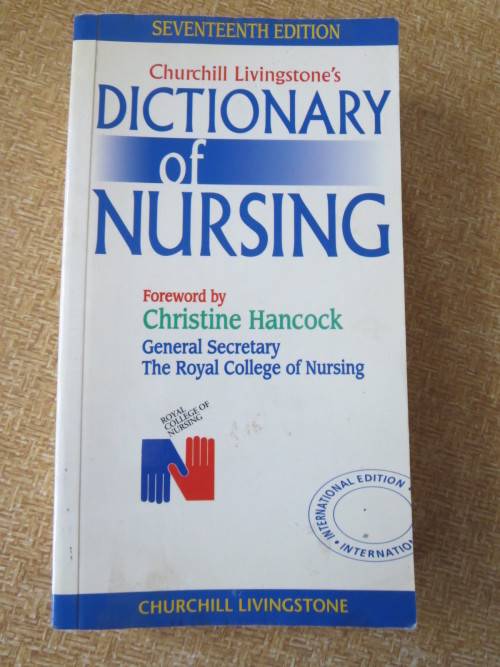 SEVENTEENTH EDITION
Churchill Livingstone's
DICTIONARY
of
NURSING
Foreword by
Christine Hancock
General Secretary
The Royal College of Nursing
ROYAL
COLLEGE OF
NURSING
INTERNATIONAL EDITION •
• INTERNATION
CHURCHILL LIVINGSTONE